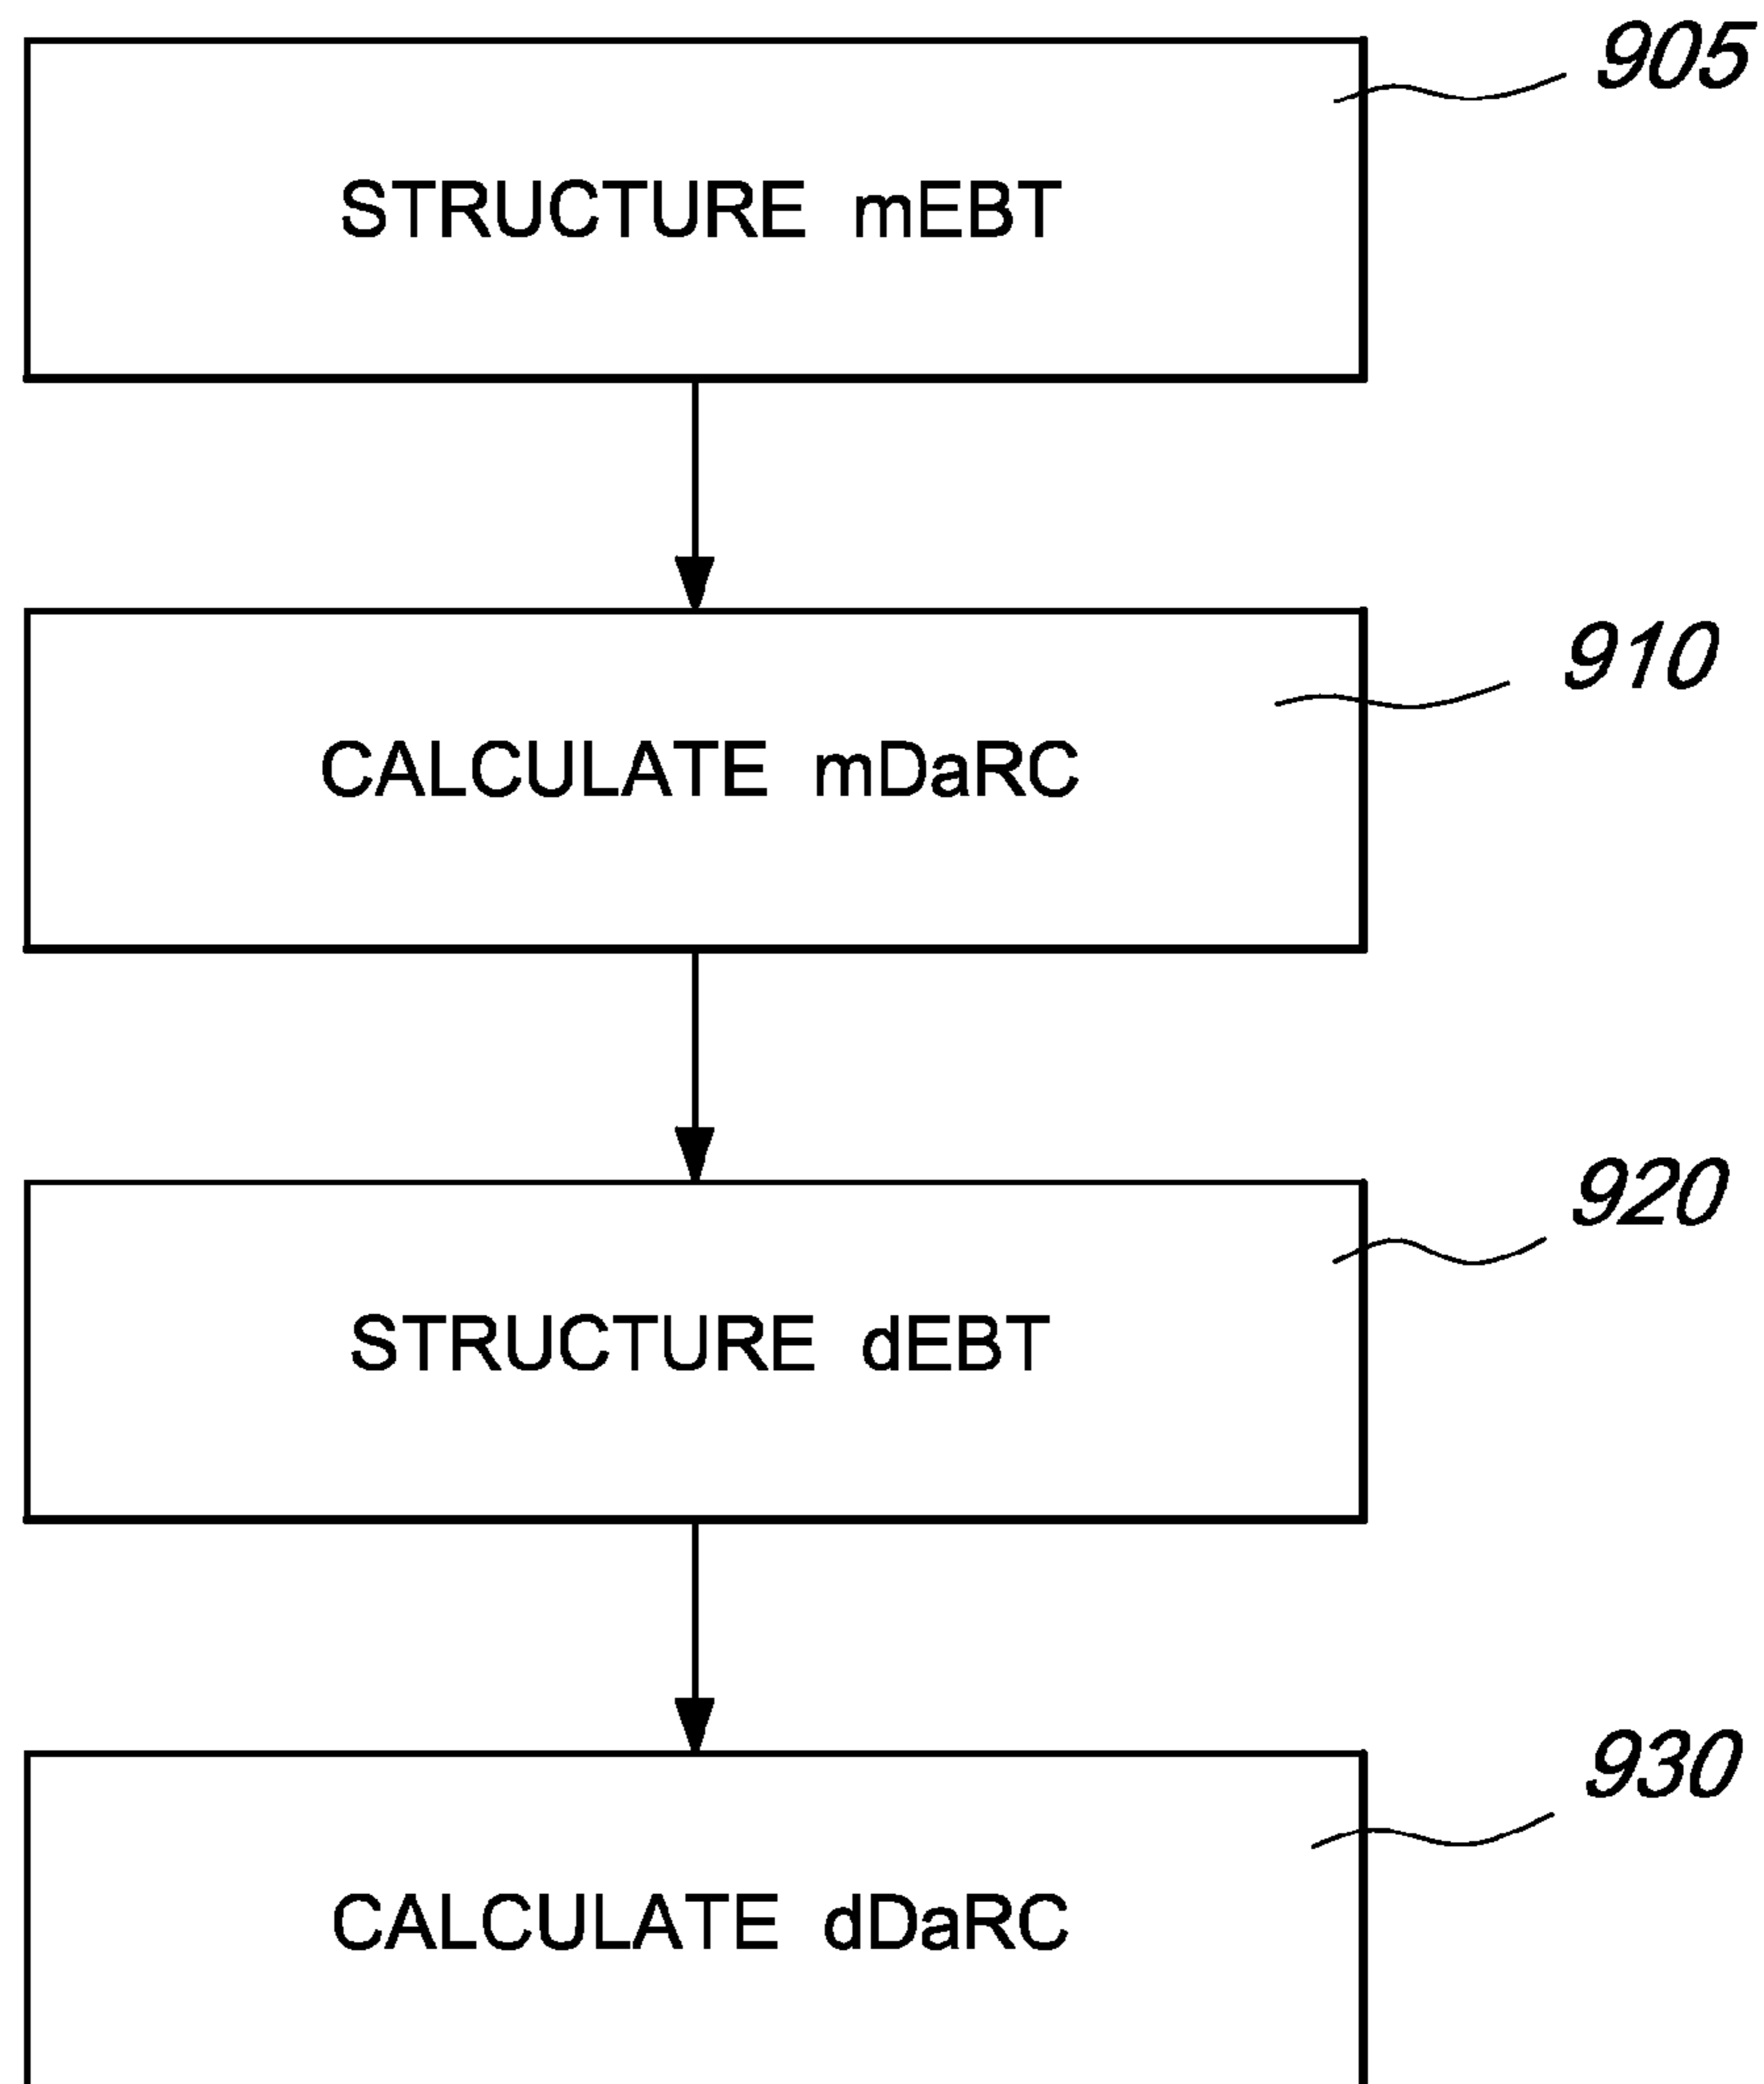 905
STRUCTURE mEBT
910
CALCULATE mDaRC
920
STRUCTURE dEBT
930
CALCULATE dDaRC